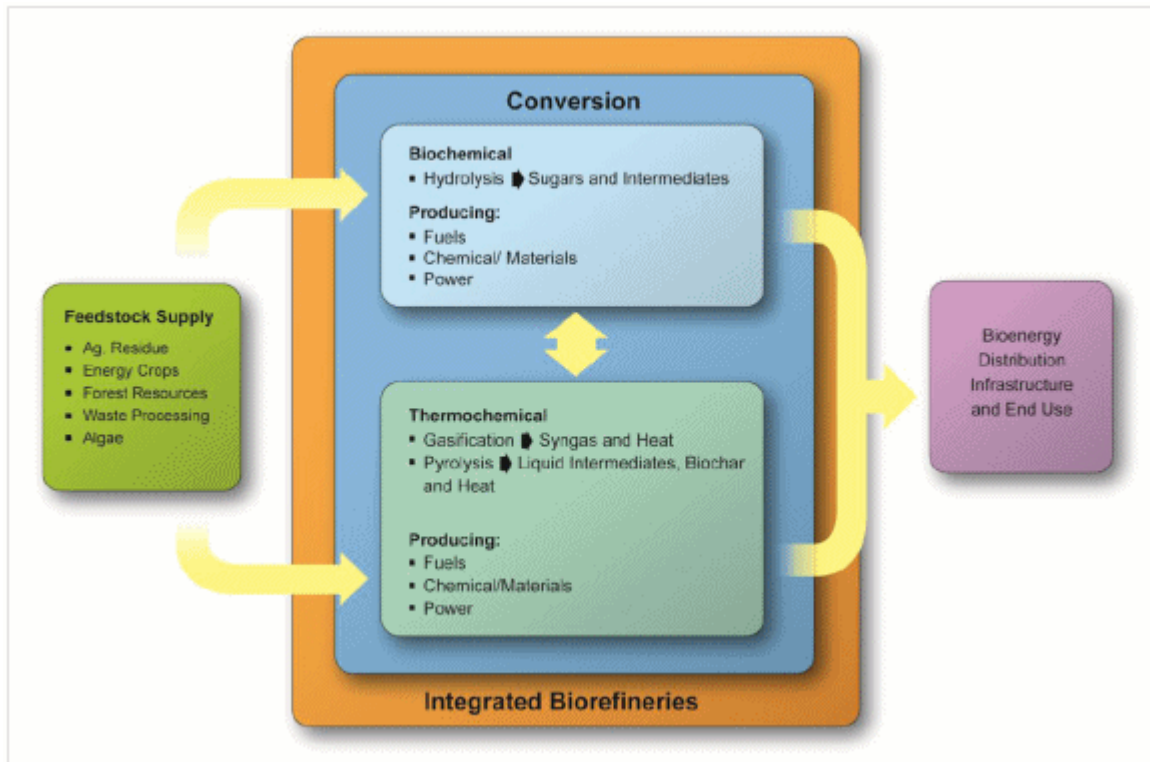 Conversion
Biochemical
▪ Hydrolysis ➧ Sugars and Intermediates
Producing:
▪ Fuels
▪ Chemical/ Materials
▪ Power
Feedstock Supply
▪ Ag. Residue
▪ Energy Crops
▪ Forest Resources
▪ Waste Processing
▪ Algae
Thermochemical
▪ Gasification ➧ Syngas and Heat
▪ Pyrolysis ➧ Liquid Intermediates, Biochar
and Heat
Producing:
▪ Fuels
▪ Chemical/Materials
▪ Power
Bioenergy
Distribution
Infrastructure
and End Use
Integrated Biorefineries